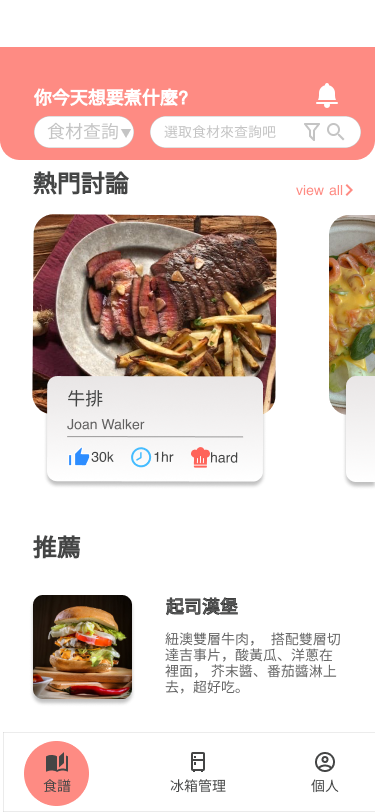 你今天想要煮什麼?
食材查詢
選取食材來查詢吧
熱門討論
view all
牛排
Joan Walker
30k
1hr
hard
推薦
起司漢堡
紐澳雙層牛肉， 搭配雙層切
達吉事片，酸黃瓜、洋蔥在
裡面， 芥末醬、番茄醬淋上
去，超好吃。
食譜
冰箱管理
個人